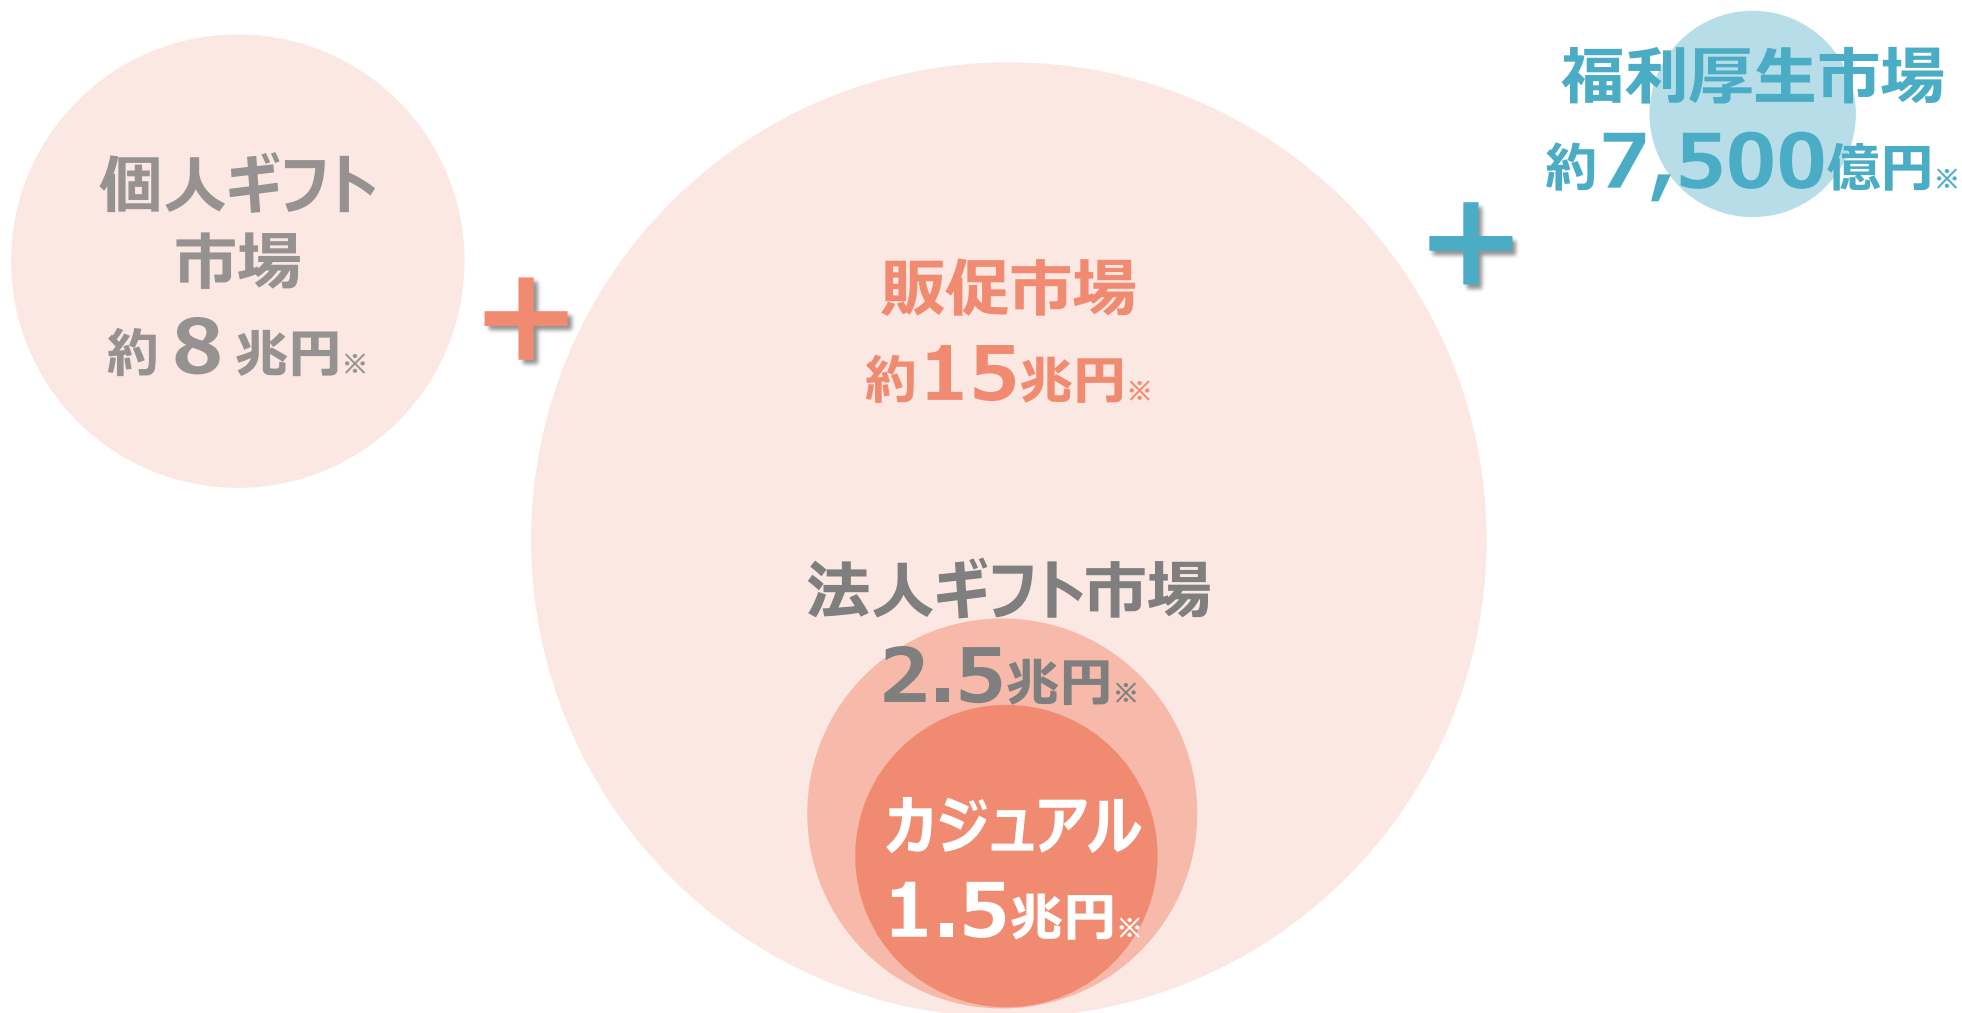 個人ギフト
市場
約8兆円※
+
販促市場
約15兆円※
法人ギフト市場
2.5兆円※
カジュアル
1.5兆円※
+
福利厚生市場
約7,500億円※